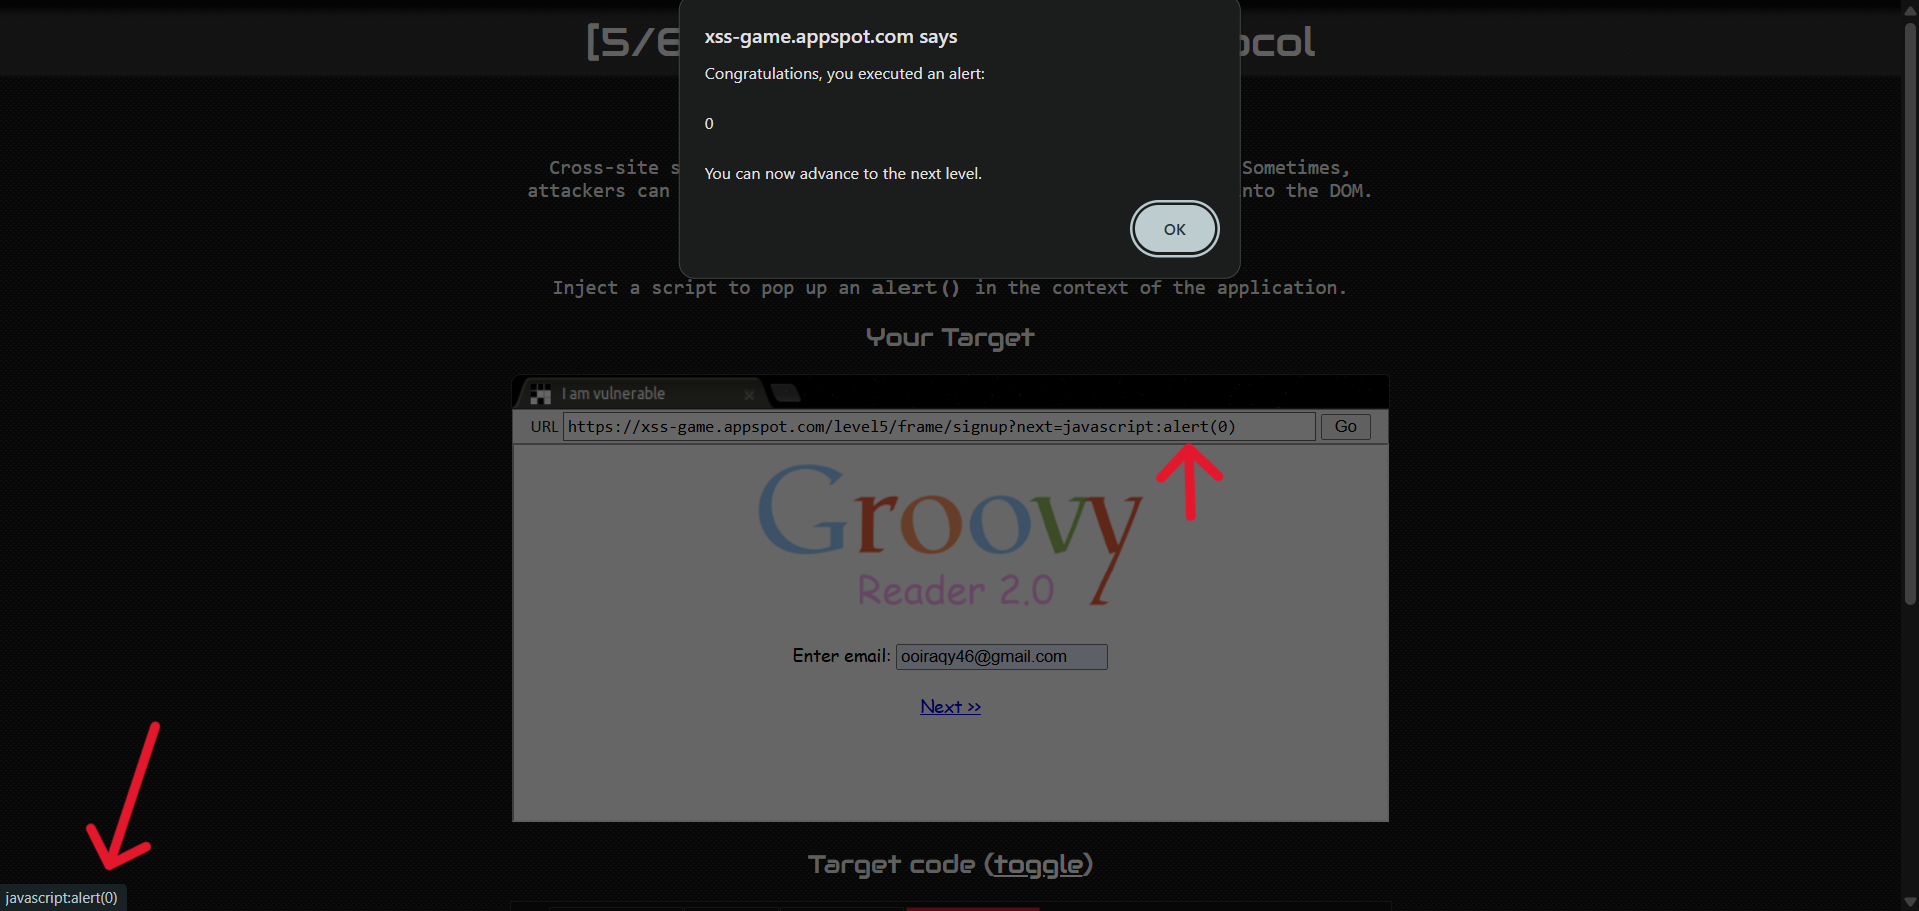 [5/6
ocol
xss-game.appspot.com says
Congratulations, you executed an alert:
0
You can now advance to the next level.
OK
Cross-site s
Sometimes,
attackers can
nto the DOM.
Inject a script to pop up an alert() in the context of the application.
Your Target
I am vulnerable
URL https://xss-game.appspot.com/level5/frame/signup?next=javascript:alert(0) Go
Groovy
Reader 2.0
Enter email: ooiraqy46@gmail.com
Next >>
Target code (toggle)
javascript:alert(0)